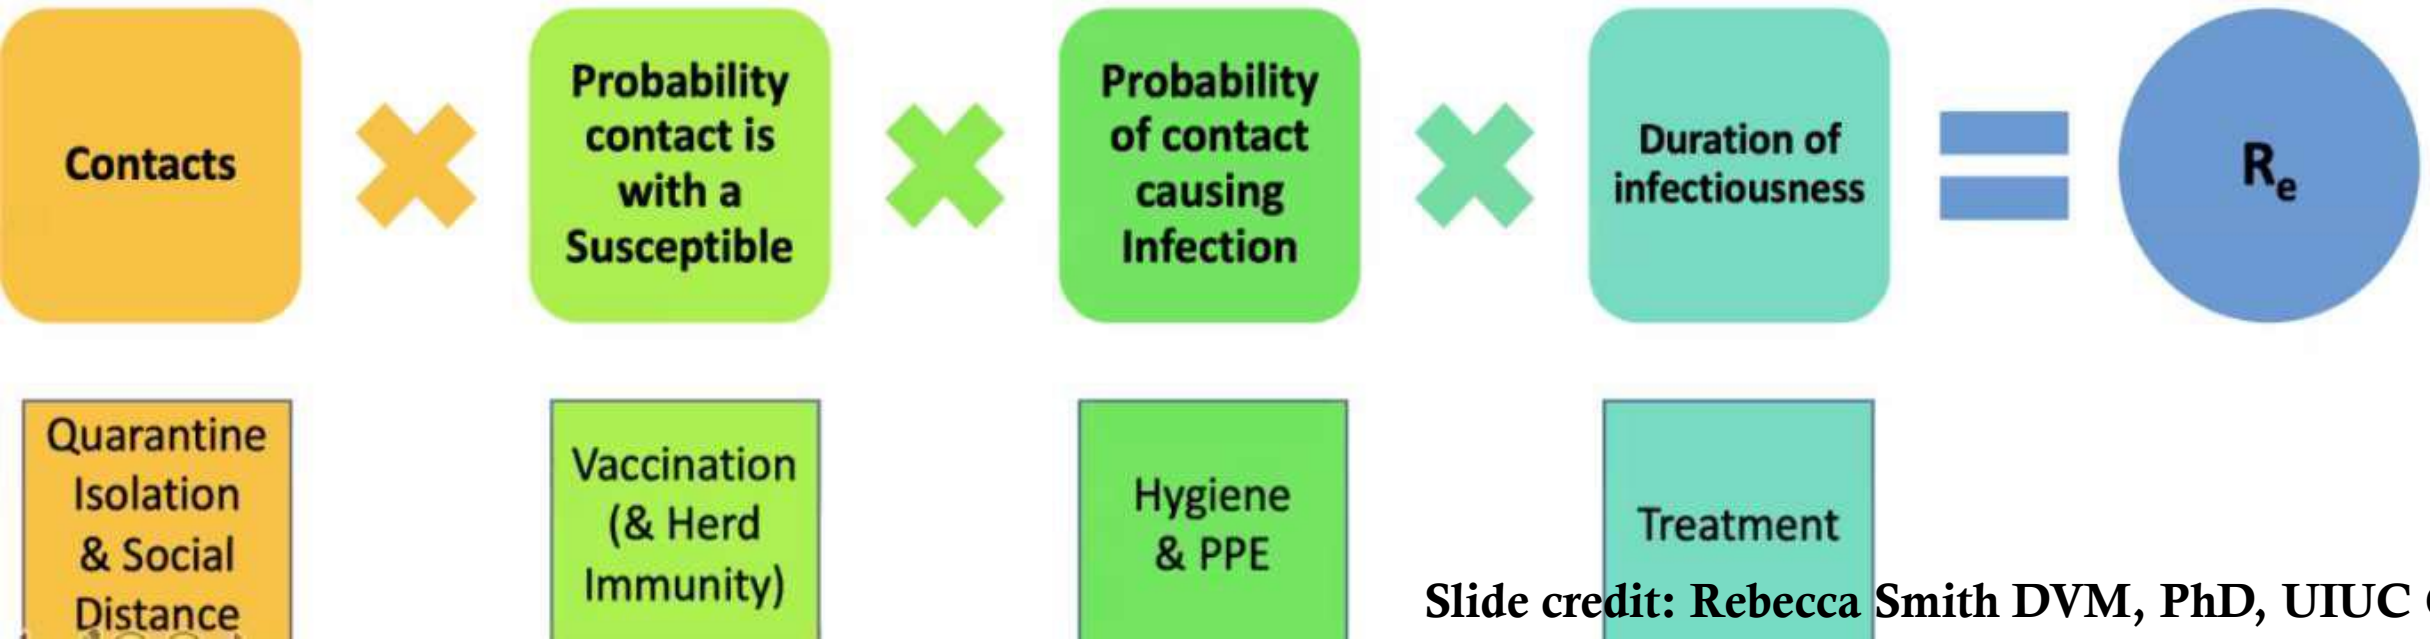 Contacts
Probability
contact is
with a
Susceptible
Probability
of contact
causing
Infection
Duration of
infectiousness
Re
Quarantine
Isolation
& Social
Distance
Vaccination
(& Herd
Immunity)
Hygiene
& PPE
Treatment
Slide credit: Rebecca Smith DVM, PhD, UIUC